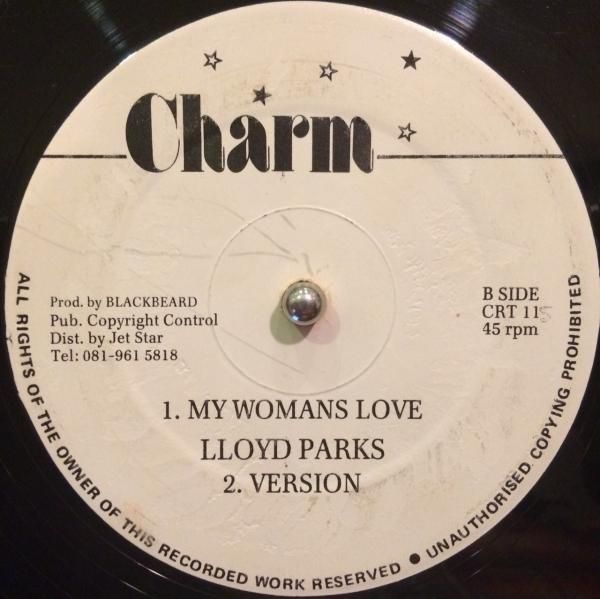 Charm
Prod. by BLACKBEARD
Pub. Copyright Control
Dist. by Jet Star
Tel: 081-961 5818
B SIDE
CRT 115
45 rpm
1. MY WOMANS LOVE
LLOYD PARKS
2. VERSION
ALL RIGHTS OF THE OWNER OF THIS RECORDED WORK RESERVED ● UNAUTHORISED COPYING PROHIBITED